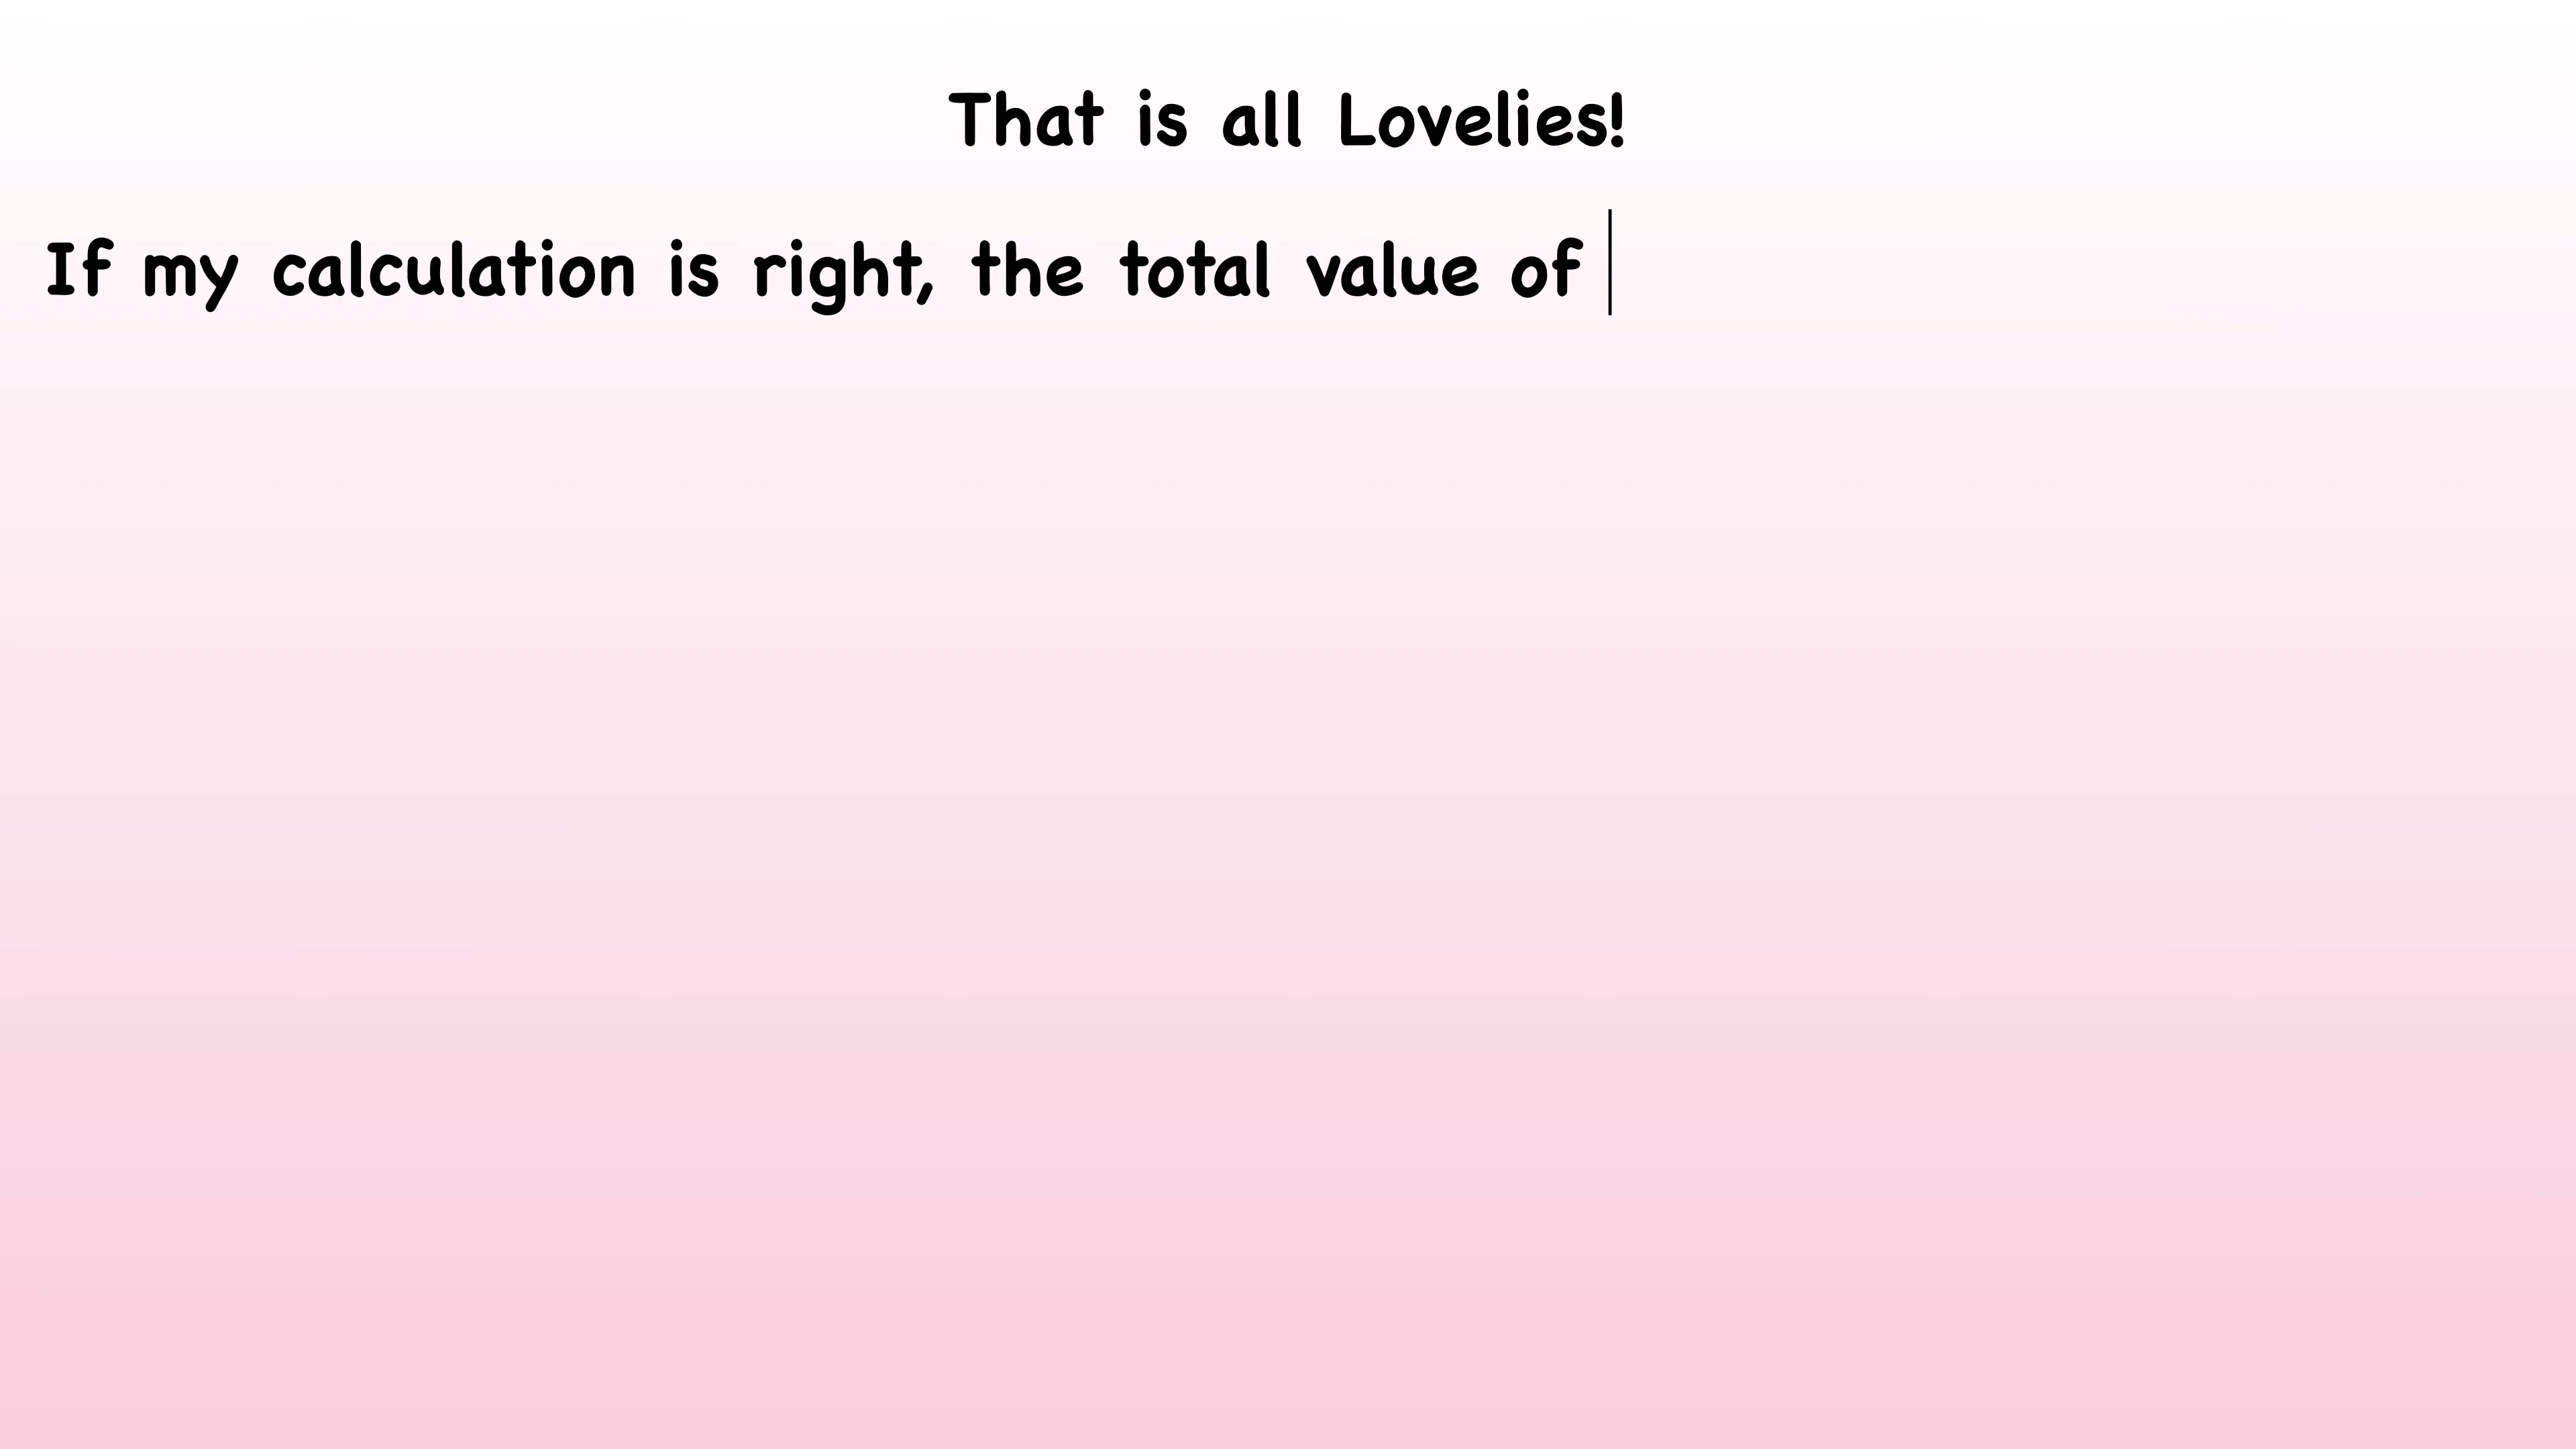 That is all Lovelies!
If my calculation is right, the total value of